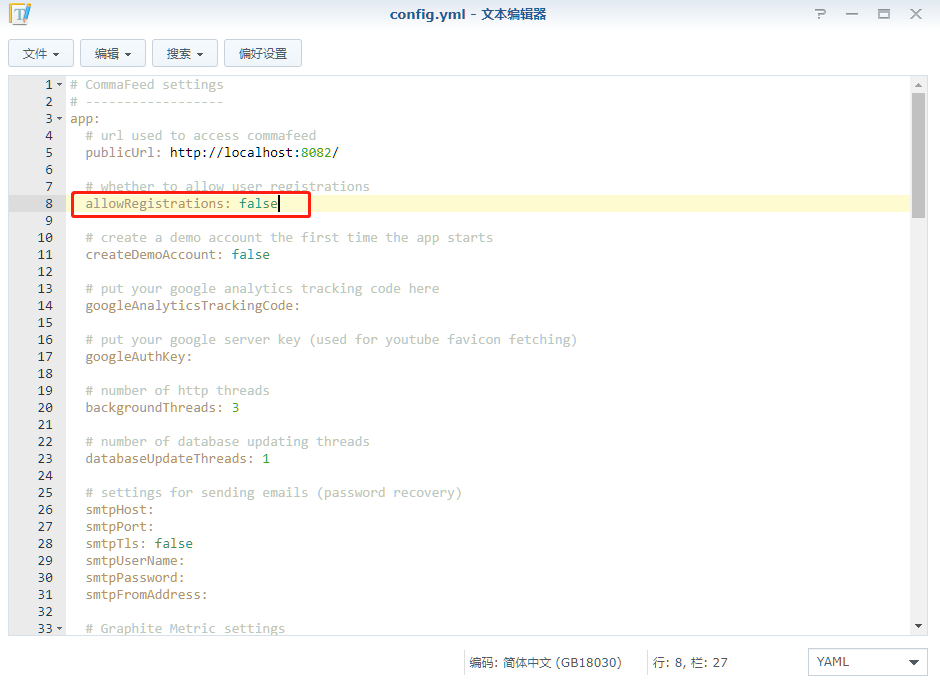 config.yml - 文本编辑器
文件 编辑 搜索 偏好设置
1 # CommaFeed settings
2 # ------------------
3 app:
4 # url used to access commafeed
5 publicUrl: http://localhost:8082/
6
7 # whether to allow user registrations
8 allowRegistrations: false
9
10 # create a demo account the first time the app starts
11 createDemoAccount: false
12
13 # put your google analytics tracking code here
14 googleAnalyticsTrackingCode:
15
16 # put your google server key (used for youtube favicon fetching)
17 googleAuthKey:
18
19 # number of http threads
20 backgroundThreads: 3
21
22 # number of database updating threads
23 databaseUpdateThreads: 1
24
25 # settings for sending emails (password recovery)
26 smtpHost:
27 smtpPort:
28 smtpTls: false
29 smtpUserName:
30 smtpPassword:
31 smtpFromAddress:
32
33 # Graphite Metric settings
编码: 简体中文 (GB18030) 行: 8, 栏: 27 YAML